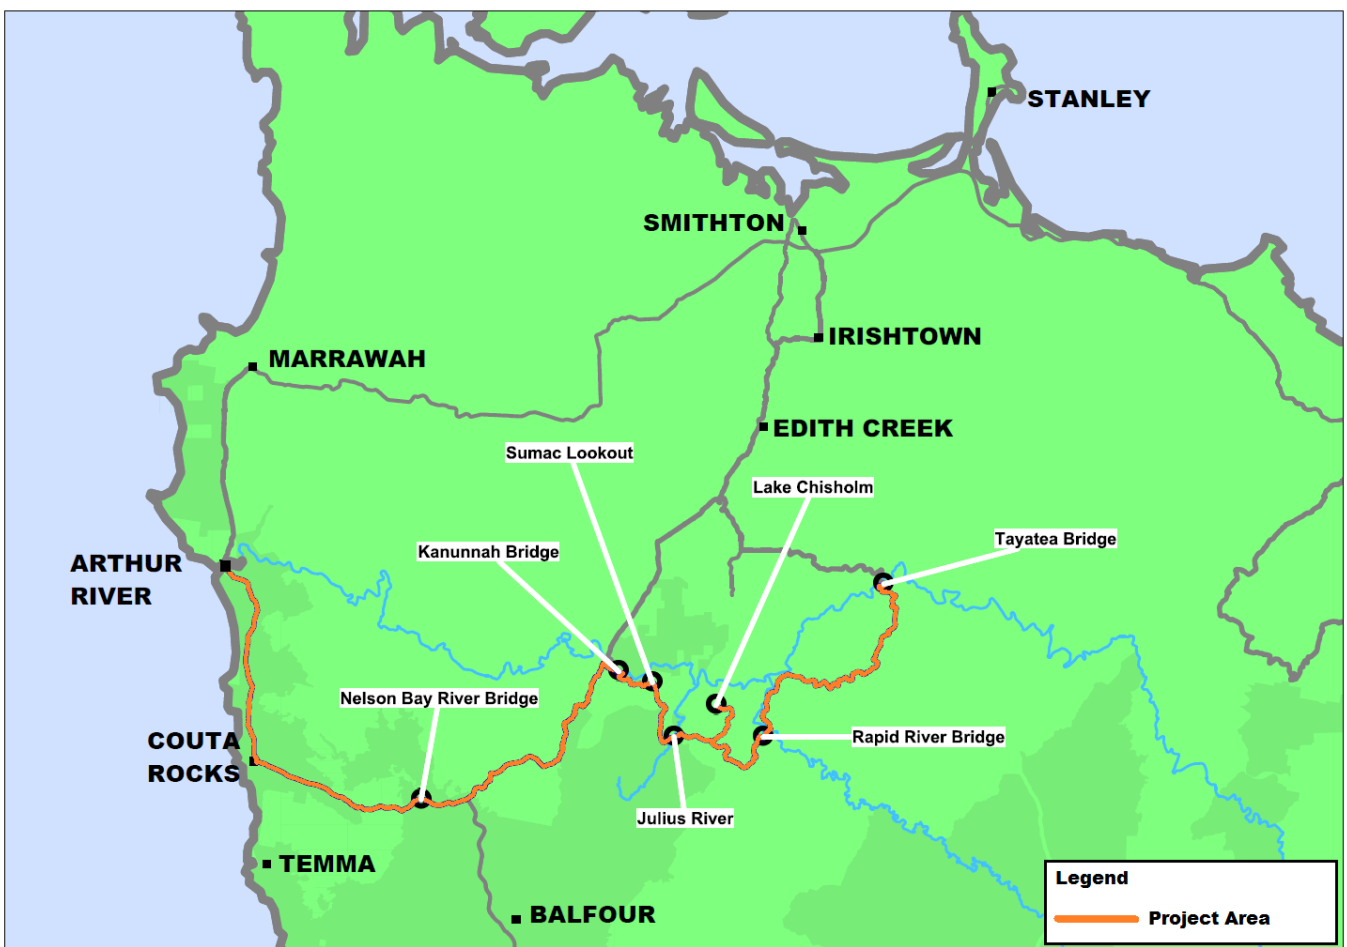 STANLEY
SMITHTON
IRISHTOWN
MARRAWAH
EDITH CREEK
Sumac Lookout
Lake Chisholm
Tayatea Bridge
Kanunnah Bridge
ARTHUR
RIVER
Nelson Bay River Bridge
Rapid River Bridge
COUTA
ROCKS
Julius River
TEMMA
BALFOUR
Legend
Project Area